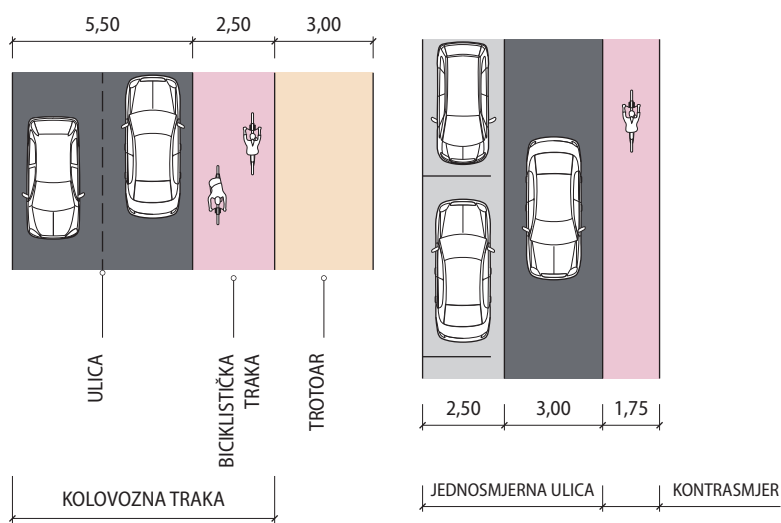 5,50
2,50
3,00
ULICA
BICIKLISTIČKA
TRAKA
TROTOAR
KOLOVOZNA TRAKA
2,50
3,00
1,75
JEDNOSMJERNA ULICA
KONTRASMJER